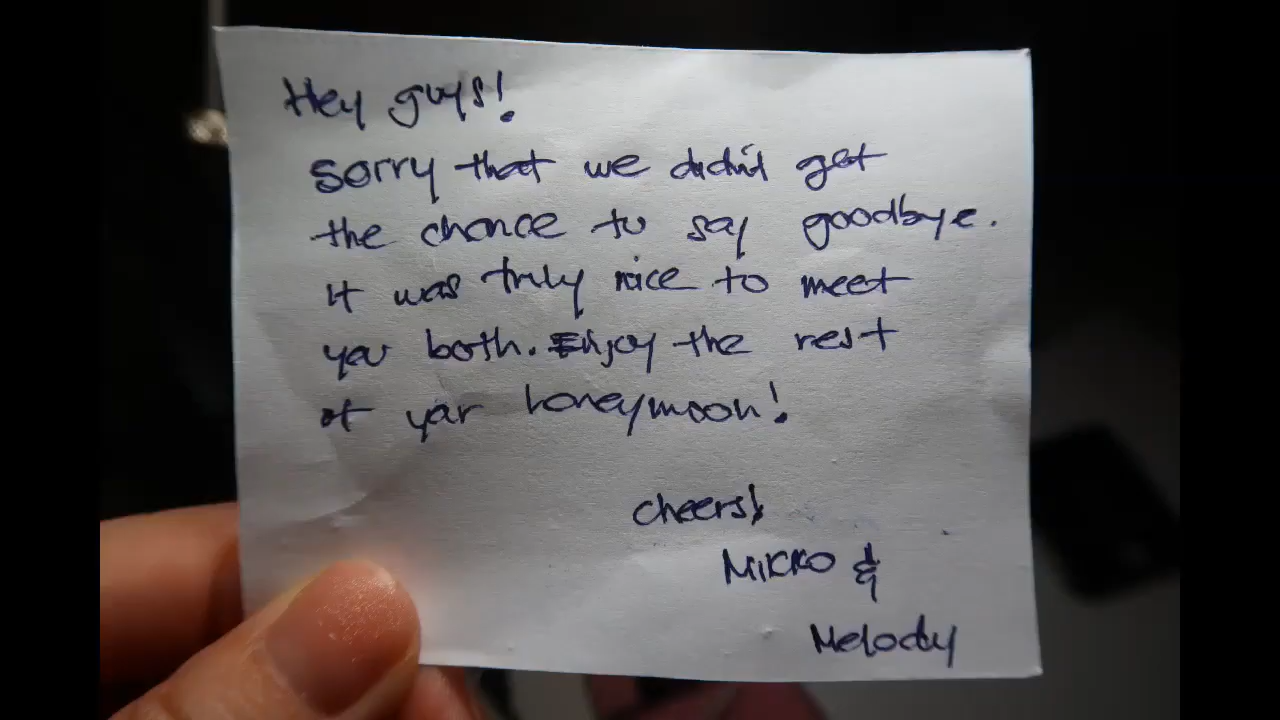 Hey guys!
Sorry that we didn't get
the chance to say goodbye.
It was truly nice to meet
you both. Enjoy the rest
of your honeymoon!
cheers!
Mikko &
Melody